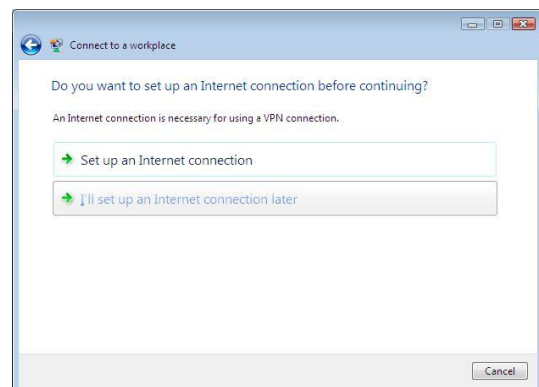 Connect to a workplace
Do you want to set up an Internet connection before continuing?
An Internet connection is necessary for using a VPN connection.
Set up an Internet connection
I'll set up an Internet connection later
Cancel